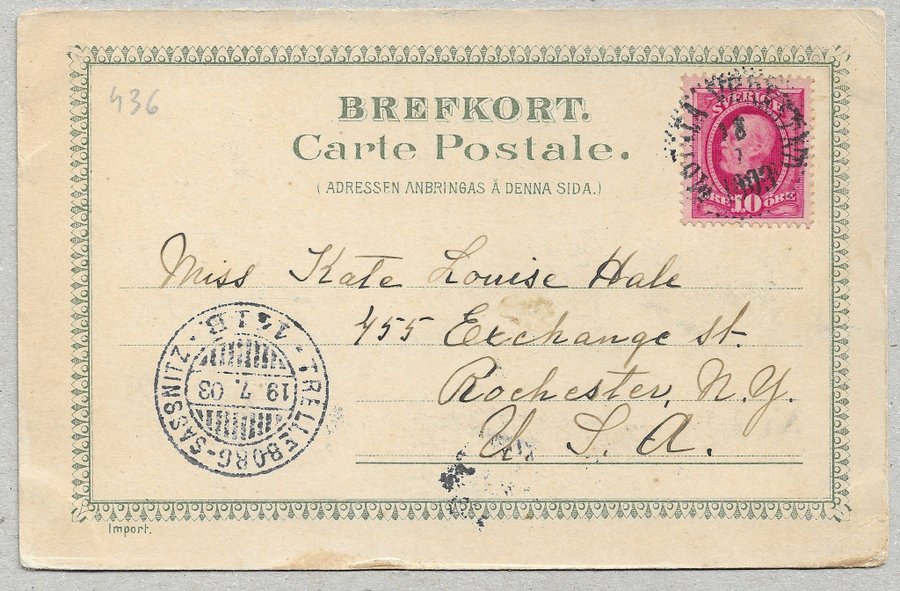 436
BREFKORT.
Carte Postale.
(ADRESSEN ANBRINGAS Å DENNA SIDA.)
SVERIGE
10 ÖRE
Miss Kate Louise Hale
455 Exchange St.
Rochester, N.Y.
U.S.A.
TRELLEBORG-SASSNITZ
19.7.03
Import.